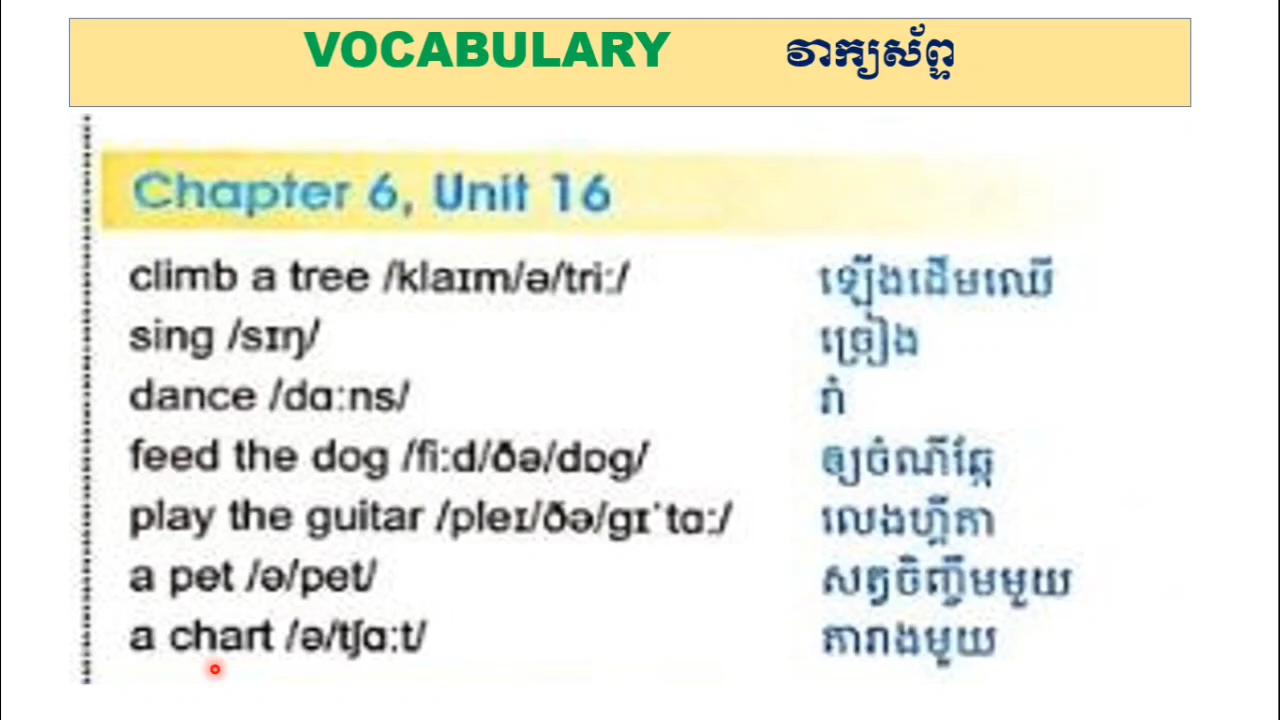 VOCABULARY វាក្យស័ព្ទ
Chapter 6, Unit 16
climb a tree /klaɪm/ə/triː/ ឡើងដើមឈើ
sing /sɪŋ/ ច្រៀង
dance /dɑːns/ រាំ
feed the dog /fiːd/ðə/dɒg/ ឲ្យចំណីឆ្កែ
play the guitar /pleɪ/ðə/gɪˈtɑː/ លេងហ្គីតា
a pet /ə/pet/ សត្វចិញ្ចឹមមួយ
a chart /ə/tʃɑːt/ តារាងមួយ